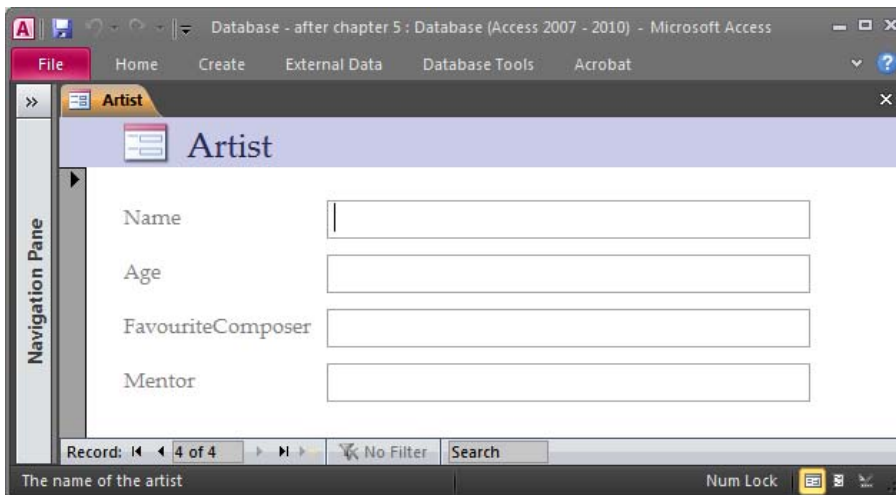 Database - after chapter 5 : Database (Access 2007 - 2010) - Microsoft Access
File Home Create External Data Database Tools Acrobat
Artist
Artist
Navigation Pane
Name
Age
FavouriteComposer
Mentor
Record: 4 of 4 No Filter Search
The name of the artist Num Lock